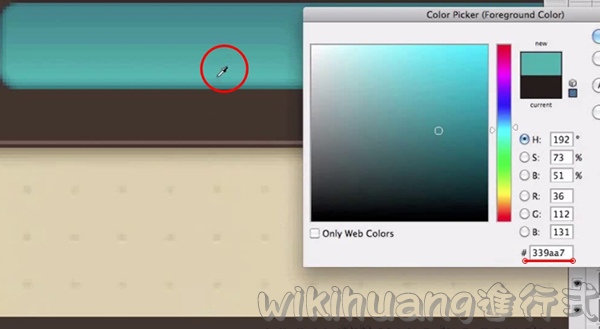 Color Picker (Foreground Color)
new
current
H: 192 °
S: 73 %
B: 51 %
R: 36
G: 112
B: 131
Only Web Colors
# 339aa7
wikihuang進行式